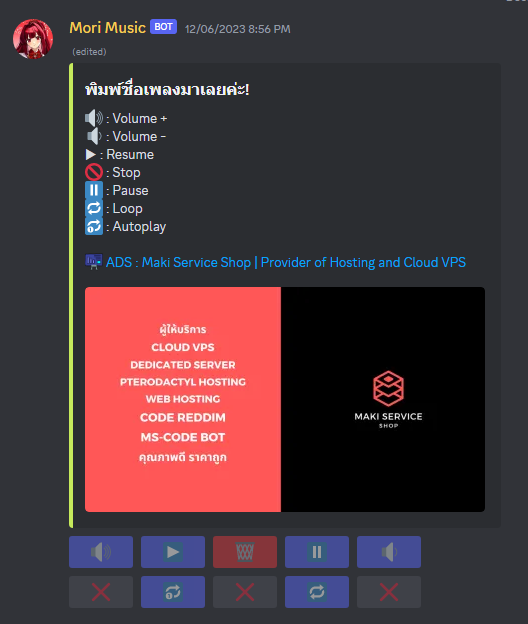 Mori Music BOT 12/06/2023 8:56 PM
(edited)
พิมพ์ชื่อเพลงมาเลยค่ะ!
: Volume +
: Volume -
: Resume
: Stop
: Pause
: Loop
: Autoplay
ADS : Maki Service Shop | Provider of Hosting and Cloud VPS
ผู้ให้บริการ
CLOUD VPS
DEDICATED SERVER
PTERODACTYL HOSTING
WEB HOSTING
CODE REDDIM
MS-CODE BOT
คุณภาพดี ราคาถูก
MAKI SERVICE
SHOP